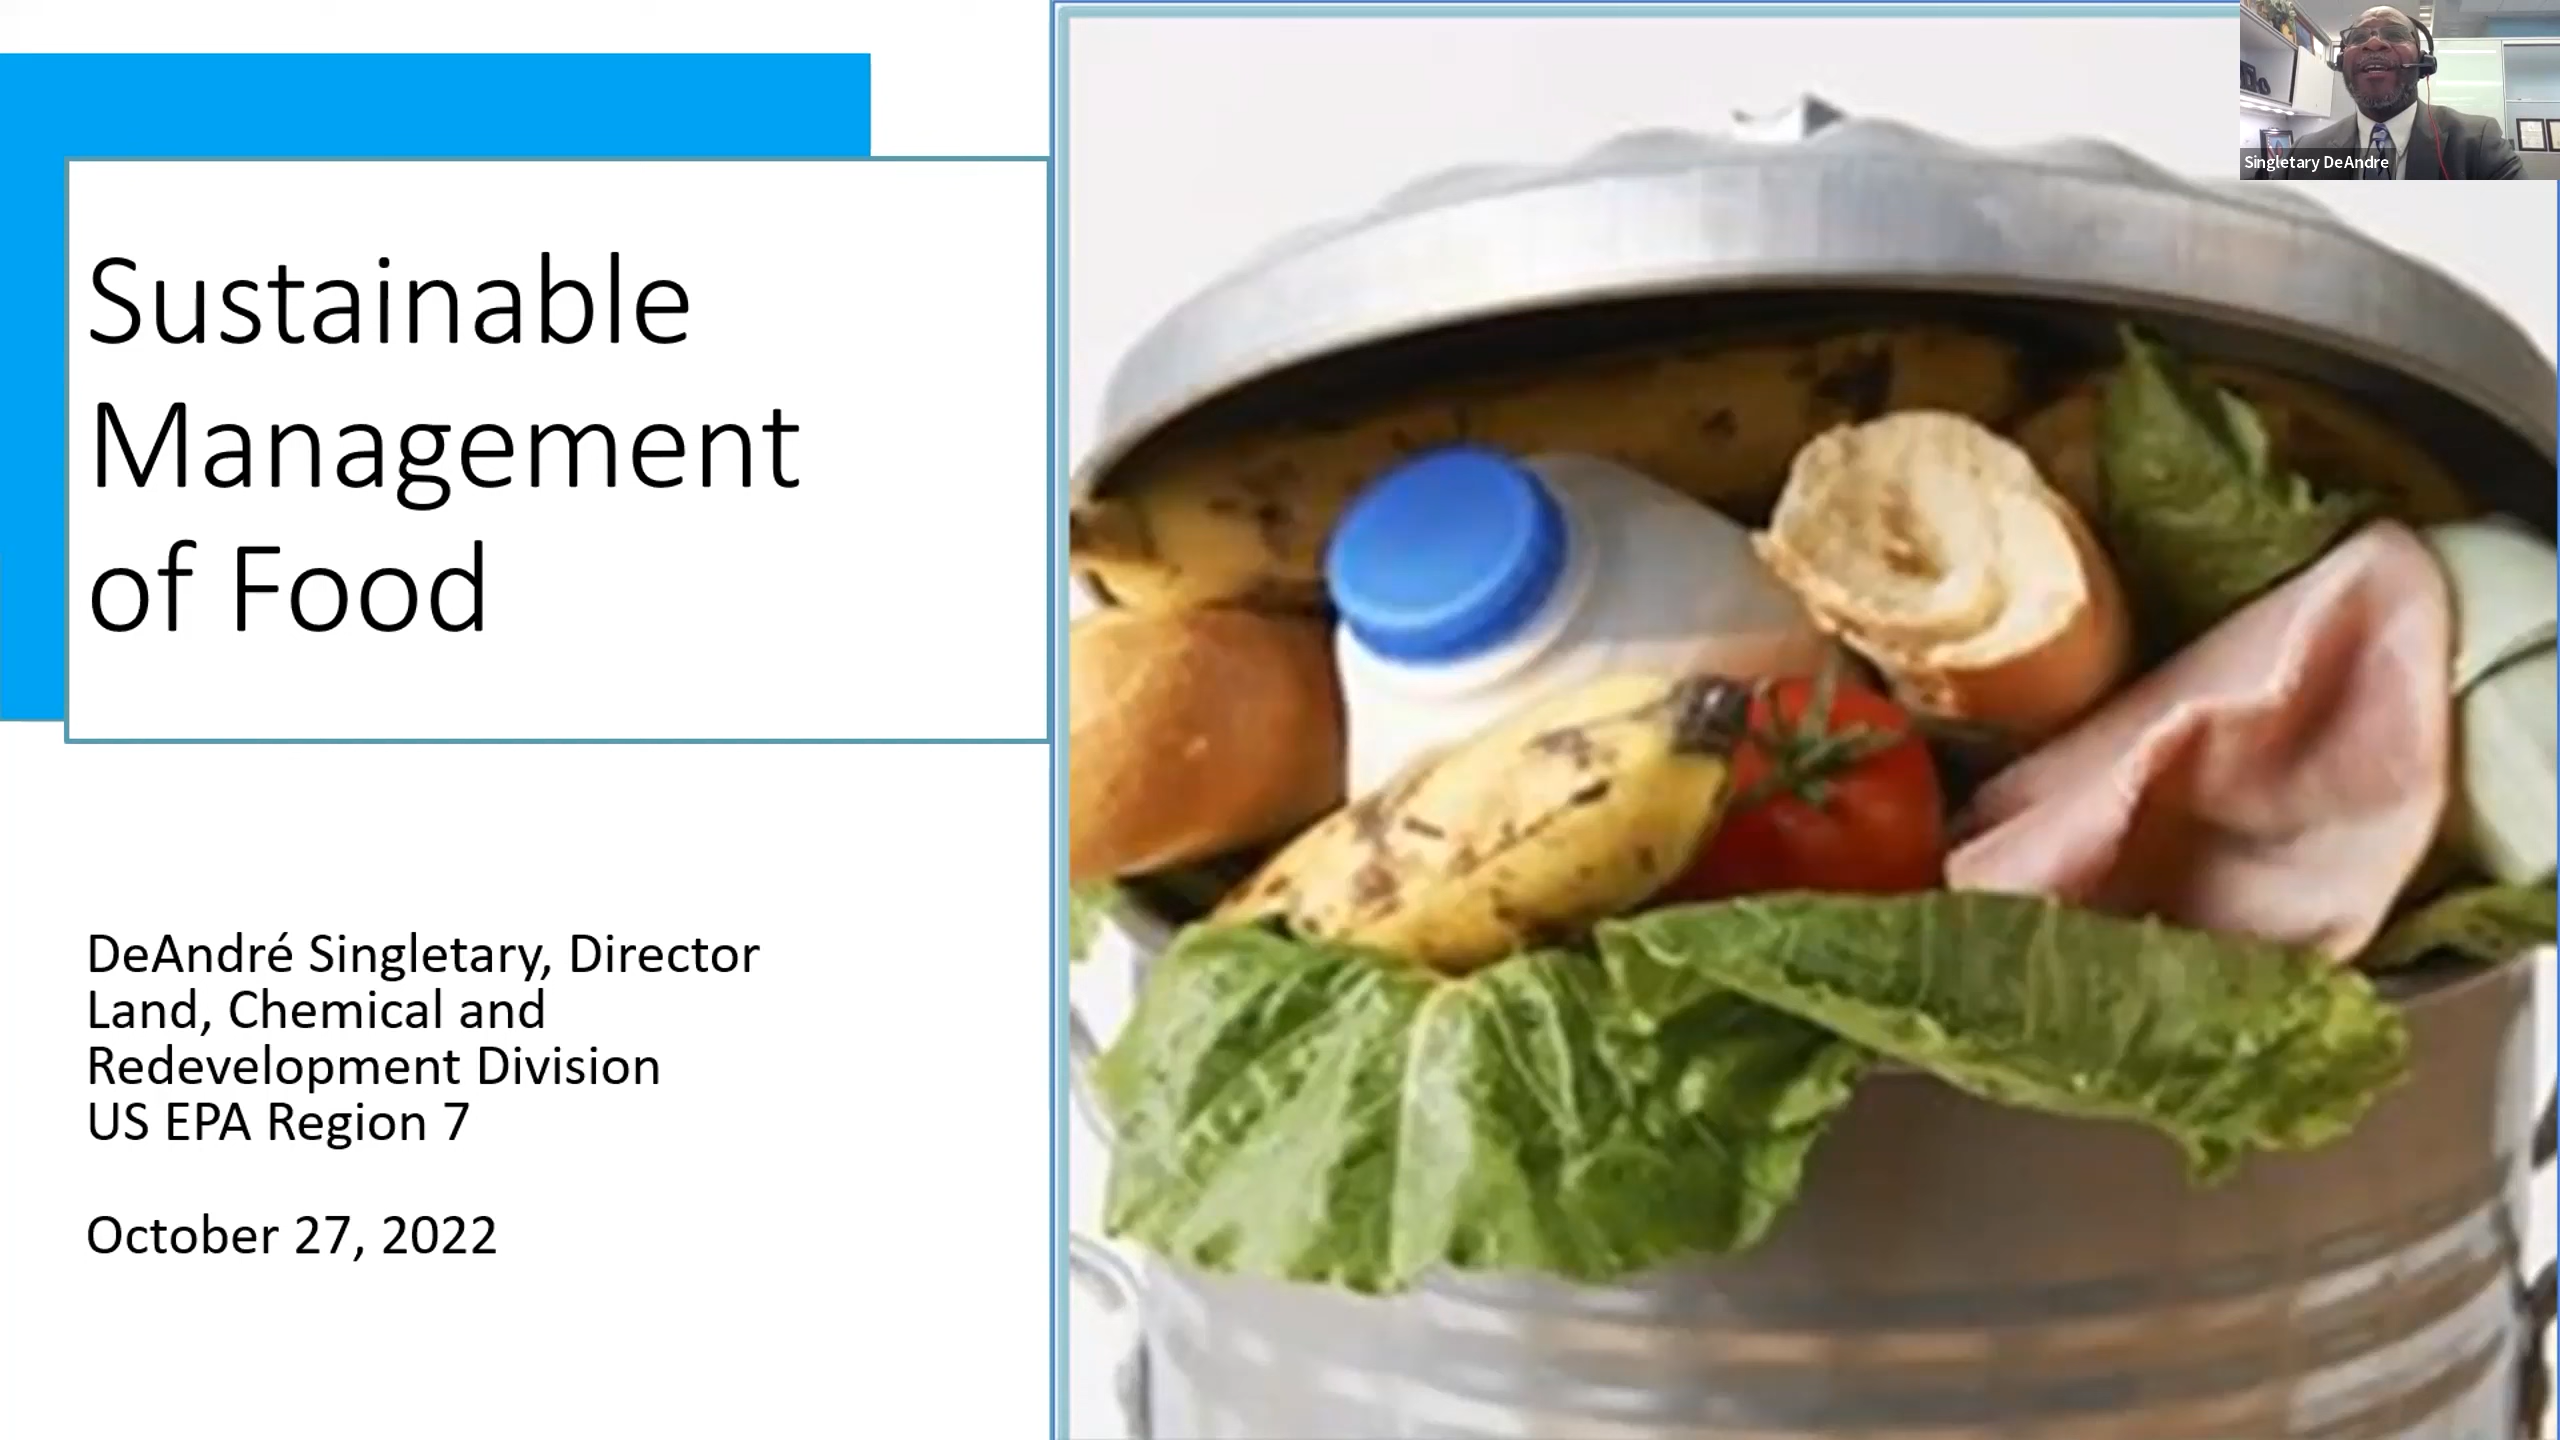 Sustainable
Management
of Food
DeAndré Singletary, Director
Land, Chemical and
Redevelopment Division
US EPA Region 7
October 27, 2022
Singletary DeAndre